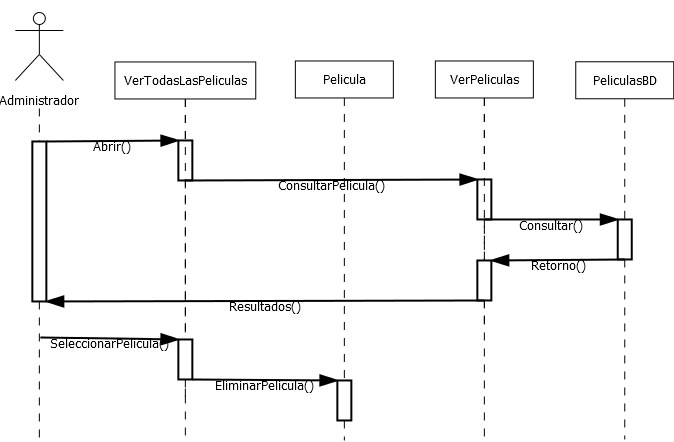 Administrador
VerTodasLasPeliculas
Pelicula
VerPeliculas
PeliculasBD
Abrir()
ConsultarPelicula()
Consultar()
Retorno()
Resultados()
SeleccionarPelicula()
EliminarPelicula()